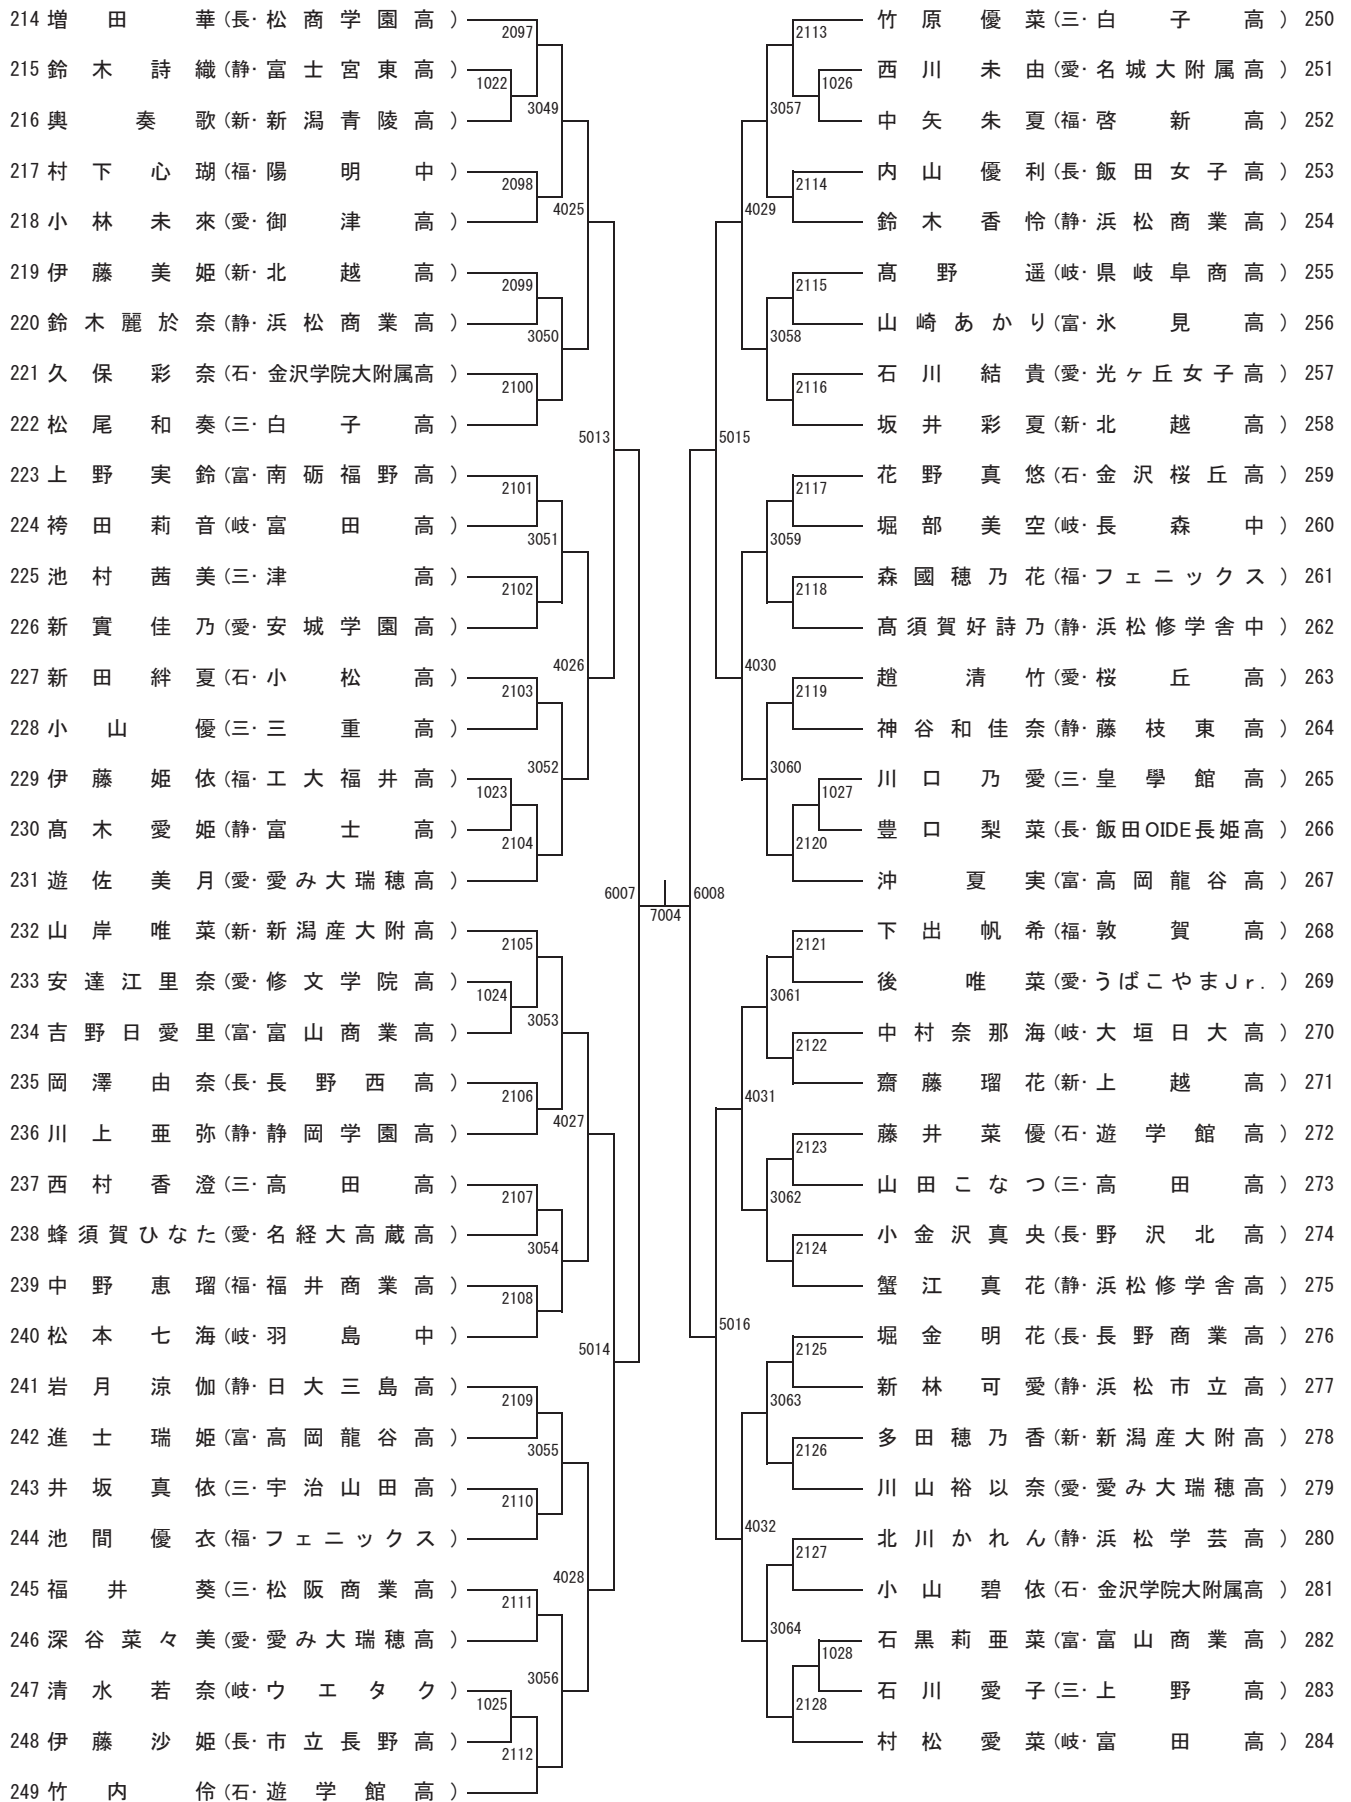 214 増田華 (長・松商学園高)
2097
215 鈴木詩織 (静・富士宮東高)
1022
3049
216 輿奏歌 (新・新潟青陵高)
217 村下心瑚 (福・陽明中)
2098
4025
218 小林未來 (愛・御津高)
219 伊藤美姫 (新・北越高)
2099
220 鈴木麗於奈 (静・浜松商業高)
3050
221 久保彩奈 (石・金沢学院大附属高)
2100
222 松尾和奏 (三・白子高)
5013
223 上野実鈴 (富・南砺福野高)
2101
224 袴田莉音 (岐・富田高)
3051
225 池村茜美 (三・津高)
2102
226 新實佳乃 (愛・安城学園高)
4026
227 新田絆夏 (石・小松高)
2103
228 小山優 (三・三重高)
3052
229 伊藤姫依 (福・工大福井高)
1023
230 髙木愛姫 (静・富士高)
2104
231 遊佐美月 (愛・愛み大瑞穂高)
6007
7004
232 山岸唯菜 (新・新潟産大附高)
2105
233 安達江里奈 (愛・修文学院高)
1024
3053
234 吉野日愛里 (富・富山商業高)
235 岡澤由奈 (長・長野西高)
2106
4027
236 川上亜弥 (静・静岡学園高)
237 西村香澄 (三・高田高)
2107
238 蜂須賀ひなた (愛・名経大高蔵高)
3054
239 中野恵瑠 (福・福井商業高)
2108
240 松本七海 (岐・羽島中)
5014
241 岩月涼伽 (静・日大三島高)
2109
242 進士瑞姫 (富・高岡龍谷高)
3055
243 井坂真依 (三・宇治山田高)
2110
244 池間優衣 (福・フェニックス)
4028
245 福井葵 (三・松阪商業高)
2111
246 深谷菜々美 (愛・愛み大瑞穂高)
3056
247 清水若奈 (岐・ウエタク)
1025
248 伊藤沙姫 (長・市立長野高)
2112
249 竹内伶 (石・遊学館高)
竹原優菜 (三・白子高) 250
2113
西川未由 (愛・名城大附属高) 251
1026
3057
中矢朱夏 (福・啓新高) 252
内山優利 (長・飯田女子高) 253
2114
4029
鈴木香怜 (静・浜松商業高) 254
髙野遥 (岐・県岐阜商高) 255
2115
山崎あかり (富・氷見高) 256
3058
石川結貴 (愛・光ヶ丘女子高) 257
2116
坂井彩夏 (新・北越高) 258
5015
花野真悠 (石・金沢桜丘高) 259
2117
堀部美空 (岐・長森中) 260
3059
森國穂乃花 (福・フェニックス) 261
2118
髙須賀好詩乃 (静・浜松修学舎中) 262
4030
趙清竹 (愛・桜丘高) 263
2119
神谷和佳奈 (静・藤枝東高) 264
3060
川口乃愛 (三・皇學館高) 265
1027
豊口梨菜 (長・飯田OIDE長姫高) 266
2120
沖夏実 (富・高岡龍谷高) 267
6008
下出帆希 (福・敦賀高) 268
2121
後唯菜 (愛・うばこやまJr.) 269
3061
中村奈那海 (岐・大垣日大高) 270
2122
齋藤瑠花 (新・上越高) 271
4031
藤井菜優 (石・遊学館高) 272
2123
山田こなつ (三・高田高) 273
3062
小金沢真央 (長・野沢北高) 274
2124
蟹江真花 (静・浜松修学舎高) 275
5016
堀金明花 (長・長野商業高) 276
2125
新林可愛 (静・浜松市立高) 277
3063
多田穂乃香 (新・新潟産大附高) 278
2126
川山裕以奈 (愛・愛み大瑞穂高) 279
4032
北川かれん (静・浜松学芸高) 280
2127
小山碧依 (石・金沢学院大附属高) 281
3064
石黒莉亜菜 (富・富山商業高) 282
1028
石川愛子 (三・上野高) 283
2128
村松愛菜 (岐・富田高) 284